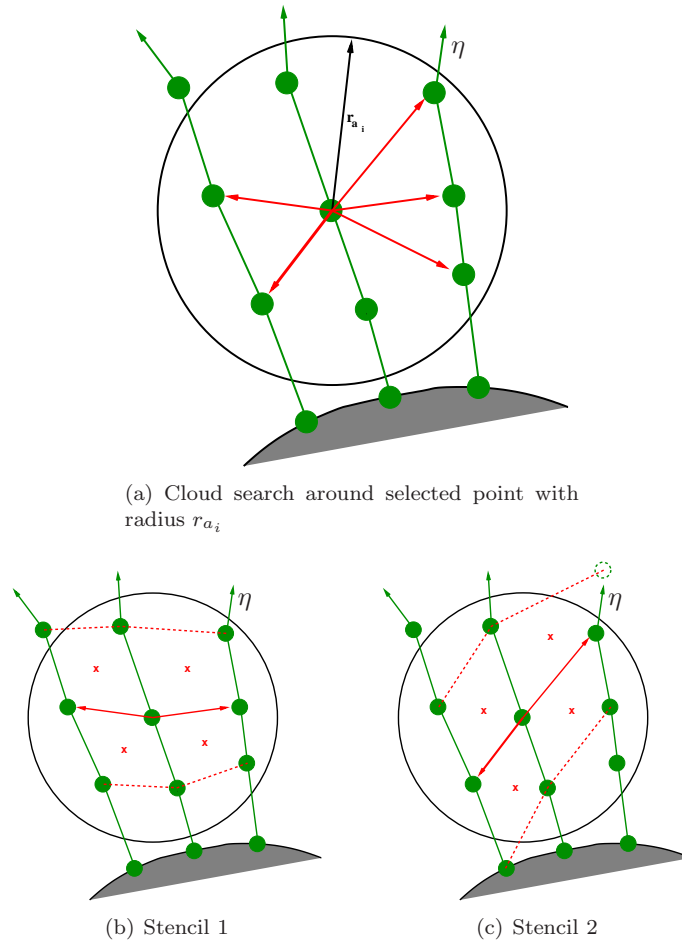 η
r_{a_i}
(a) Cloud search around selected point with
radius r_{a_i}
η
x x
x x
(b) Stencil 1
η
x
x x
x
(c) Stencil 2